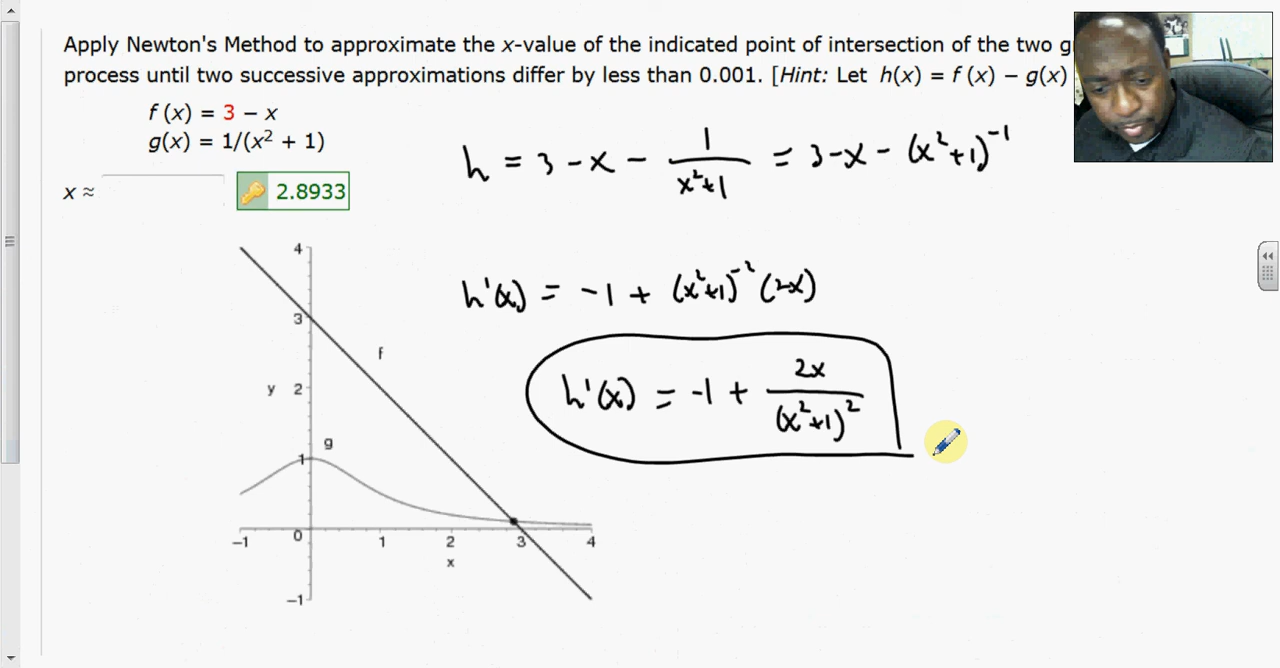 Apply Newton's Method to approximate the x-value of the indicated point of intersection of the two g
process until two successive approximations differ by less than 0.001. [Hint: Let h(x) = f (x) − g(x)
f (x) = 3 − x
g(x) = 1/(x² + 1)
x ≈ 2.8933
h = 3 - x - 1/(x²+1) = 3-x - (x²+1)⁻¹
h'(x) = -1 + (x²+1)⁻² (2x)
h'(x) = -1 + 2x/(x²+1)²
4
3
f
y 2
g
1
−1 0 1 2 3 4
x
−1